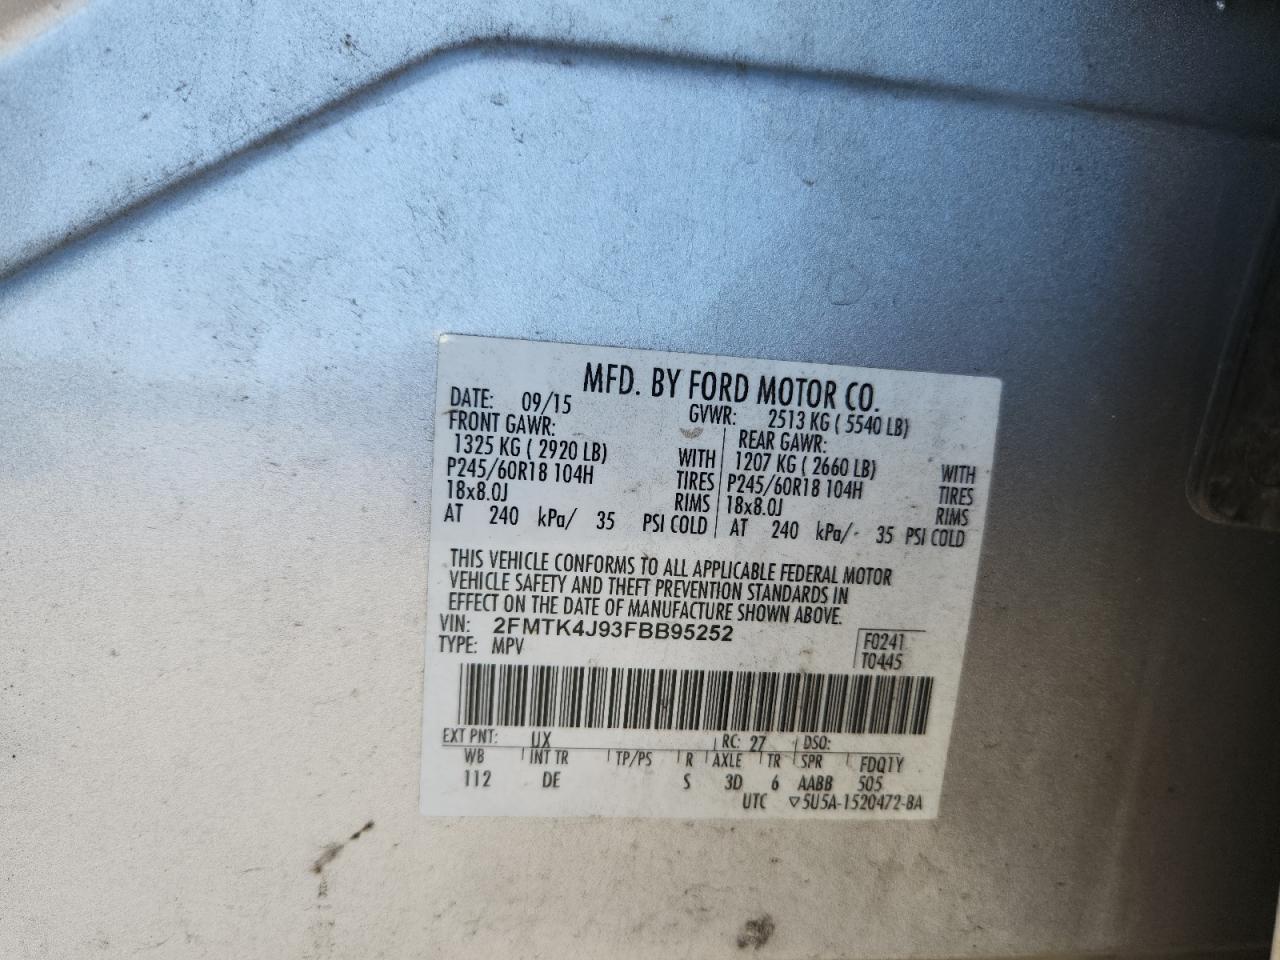 MFD. BY FORD MOTOR CO.
DATE: 09/15 GVWR: 2513 KG ( 5540 LB)
FRONT GAWR: REAR GAWR:
1325 KG ( 2920 LB) WITH 1207 KG ( 2660 LB) WITH
P245/60R18 104H TIRES P245/60R18 104H TIRES
18x8.0J RIMS 18x8.0J RIMS
AT 240 kPa/ 35 PSI COLD AT 240 kPa/ 35 PSI COLD
THIS VEHICLE CONFORMS TO ALL APPLICABLE FEDERAL MOTOR
VEHICLE SAFETY AND THEFT PREVENTION STANDARDS IN
EFFECT ON THE DATE OF MANUFACTURE SHOWN ABOVE.
VIN: 2FMTK4J93FBB95252 F0241
TYPE: MPV T0445
EXT PNT: UX RC: 27 DSO:
WB INT TR TP/PS R AXLE TR SPR FDQ1Y
112 DE S 3D 6 AABB 505
UTC ▽5U5A-1520472-BA